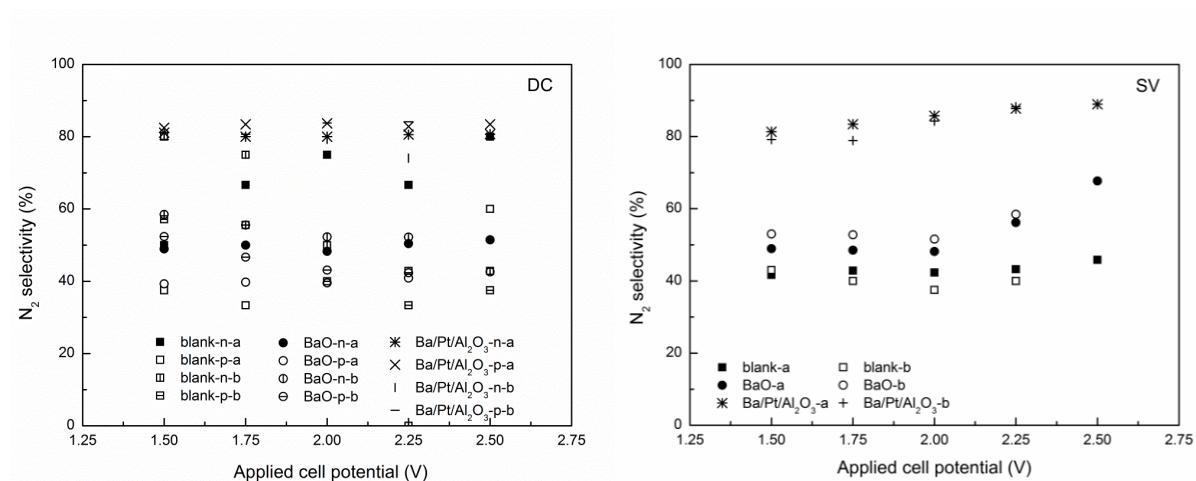 DC
100
80
60
40
20
0
N2 selectivity (%)
blank-n-a
blank-p-a
blank-n-b
blank-p-b
BaO-n-a
BaO-p-a
BaO-n-b
BaO-p-b
Ba/Pt/Al2O3-n-a
Ba/Pt/Al2O3-p-a
Ba/Pt/Al2O3-n-b
Ba/Pt/Al2O3-p-b
1.25 1.50 1.75 2.00 2.25 2.50 2.75
Applied cell potential (V)
SV
100
80
60
40
20
0
N2 selectivity (%)
blank-a
BaO-a
Ba/Pt/Al2O3-a
blank-b
BaO-b
Ba/Pt/Al2O3-b
1.25 1.50 1.75 2.00 2.25 2.50 2.75
Applied cell potential (V)